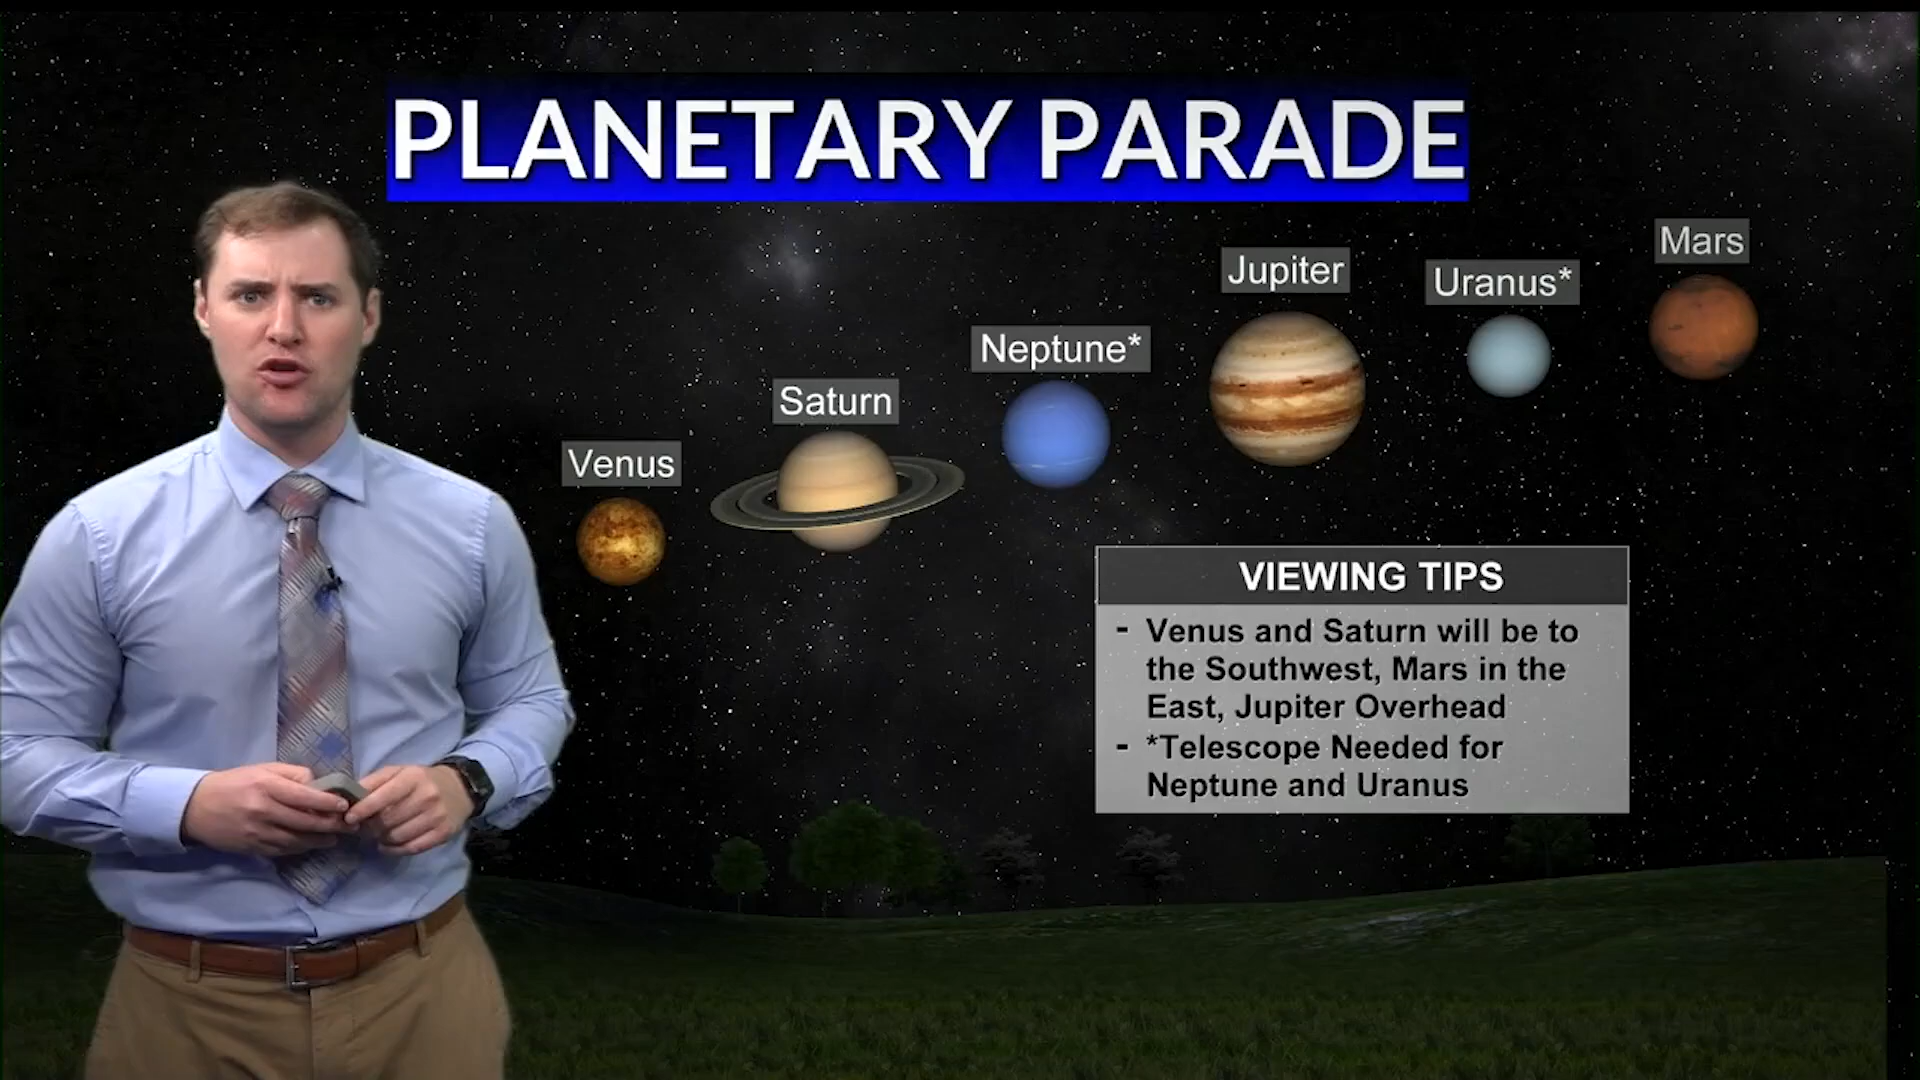 PLANETARY PARADE
Mars
Jupiter
Uranus*
Neptune*
Saturn
Venus
VIEWING TIPS
- Venus and Saturn will be to
the Southwest, Mars in the
East, Jupiter Overhead
- *Telescope Needed for
Neptune and Uranus